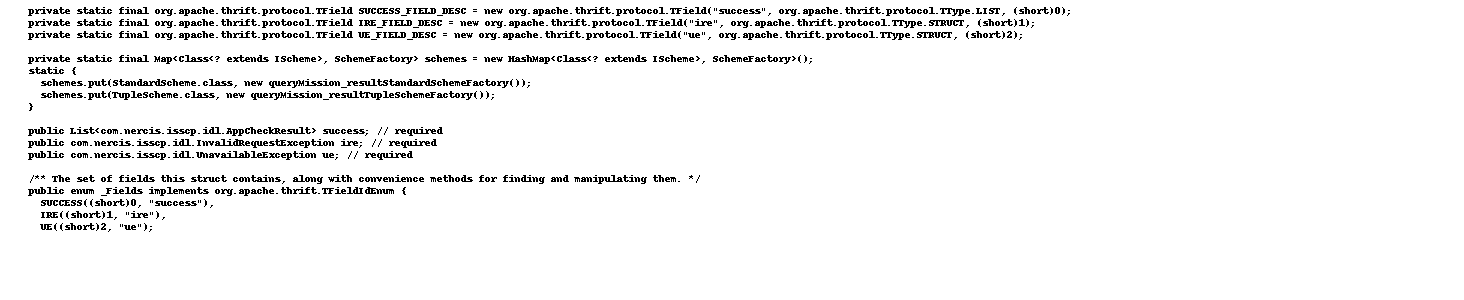 private static final org.apache.thrift.protocol.TField SUCCESS_FIELD_DESC = new org.apache.thrift.protocol.TField("success", org.apache.thrift.protocol.TType.LIST, (short)0);
private static final org.apache.thrift.protocol.TField IRE_FIELD_DESC = new org.apache.thrift.protocol.TField("ire", org.apache.thrift.protocol.TType.STRUCT, (short)1);
private static final org.apache.thrift.protocol.TField UE_FIELD_DESC = new org.apache.thrift.protocol.TField("ue", org.apache.thrift.protocol.TType.STRUCT, (short)2);
private static final Map<Class<? extends IScheme>, SchemeFactory> schemes = new HashMap<Class<? extends IScheme>, SchemeFactory>();
static {
schemes.put(StandardScheme.class, new queryMission_resultStandardSchemeFactory());
schemes.put(TupleScheme.class, new queryMission_resultTupleSchemeFactory());
}
public List<com.nercis.isscp.idl.AppCheckResult> success; // required
public com.nercis.isscp.idl.InvalidRequestException ire; // required
public com.nercis.isscp.idl.UnavailableException ue; // required
/** The set of fields this struct contains, along with convenience methods for finding and manipulating them. */
public enum _Fields implements org.apache.thrift.TFieldIdEnum {
SUCCESS((short)0, "success"),
IRE((short)1, "ire"),
UE((short)2, "ue");